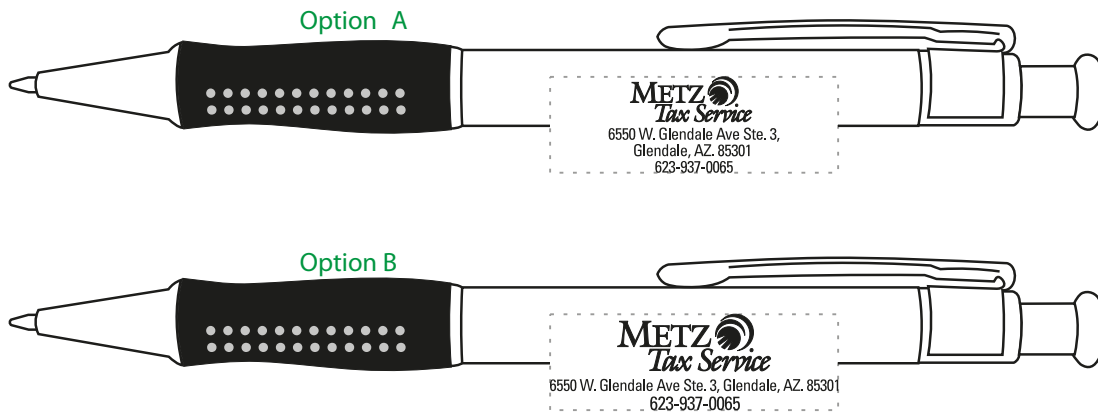 Option A
METZ
Tax Service
6550 W. Glendale Ave Ste. 3,
Glendale, AZ. 85301
623-937-0065
Option B
METZ
Tax Service
6550 W. Glendale Ave Ste. 3, Glendale, AZ. 85301
623-937-0065